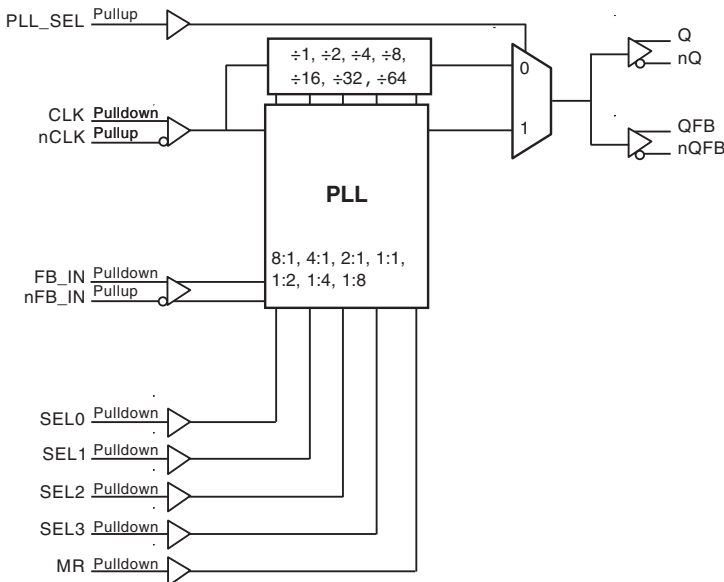 PLL_SEL Pullup
÷1, ÷2, ÷4, ÷8,
÷16, ÷32 , ÷64
0
1
Q
nQ
QFB
nQFB
CLK Pulldown
nCLK Pullup
PLL
8:1, 4:1, 2:1, 1:1,
1:2, 1:4, 1:8
FB_IN Pulldown
nFB_IN Pullup
SEL0 Pulldown
SEL1 Pulldown
SEL2 Pulldown
SEL3 Pulldown
MR Pulldown